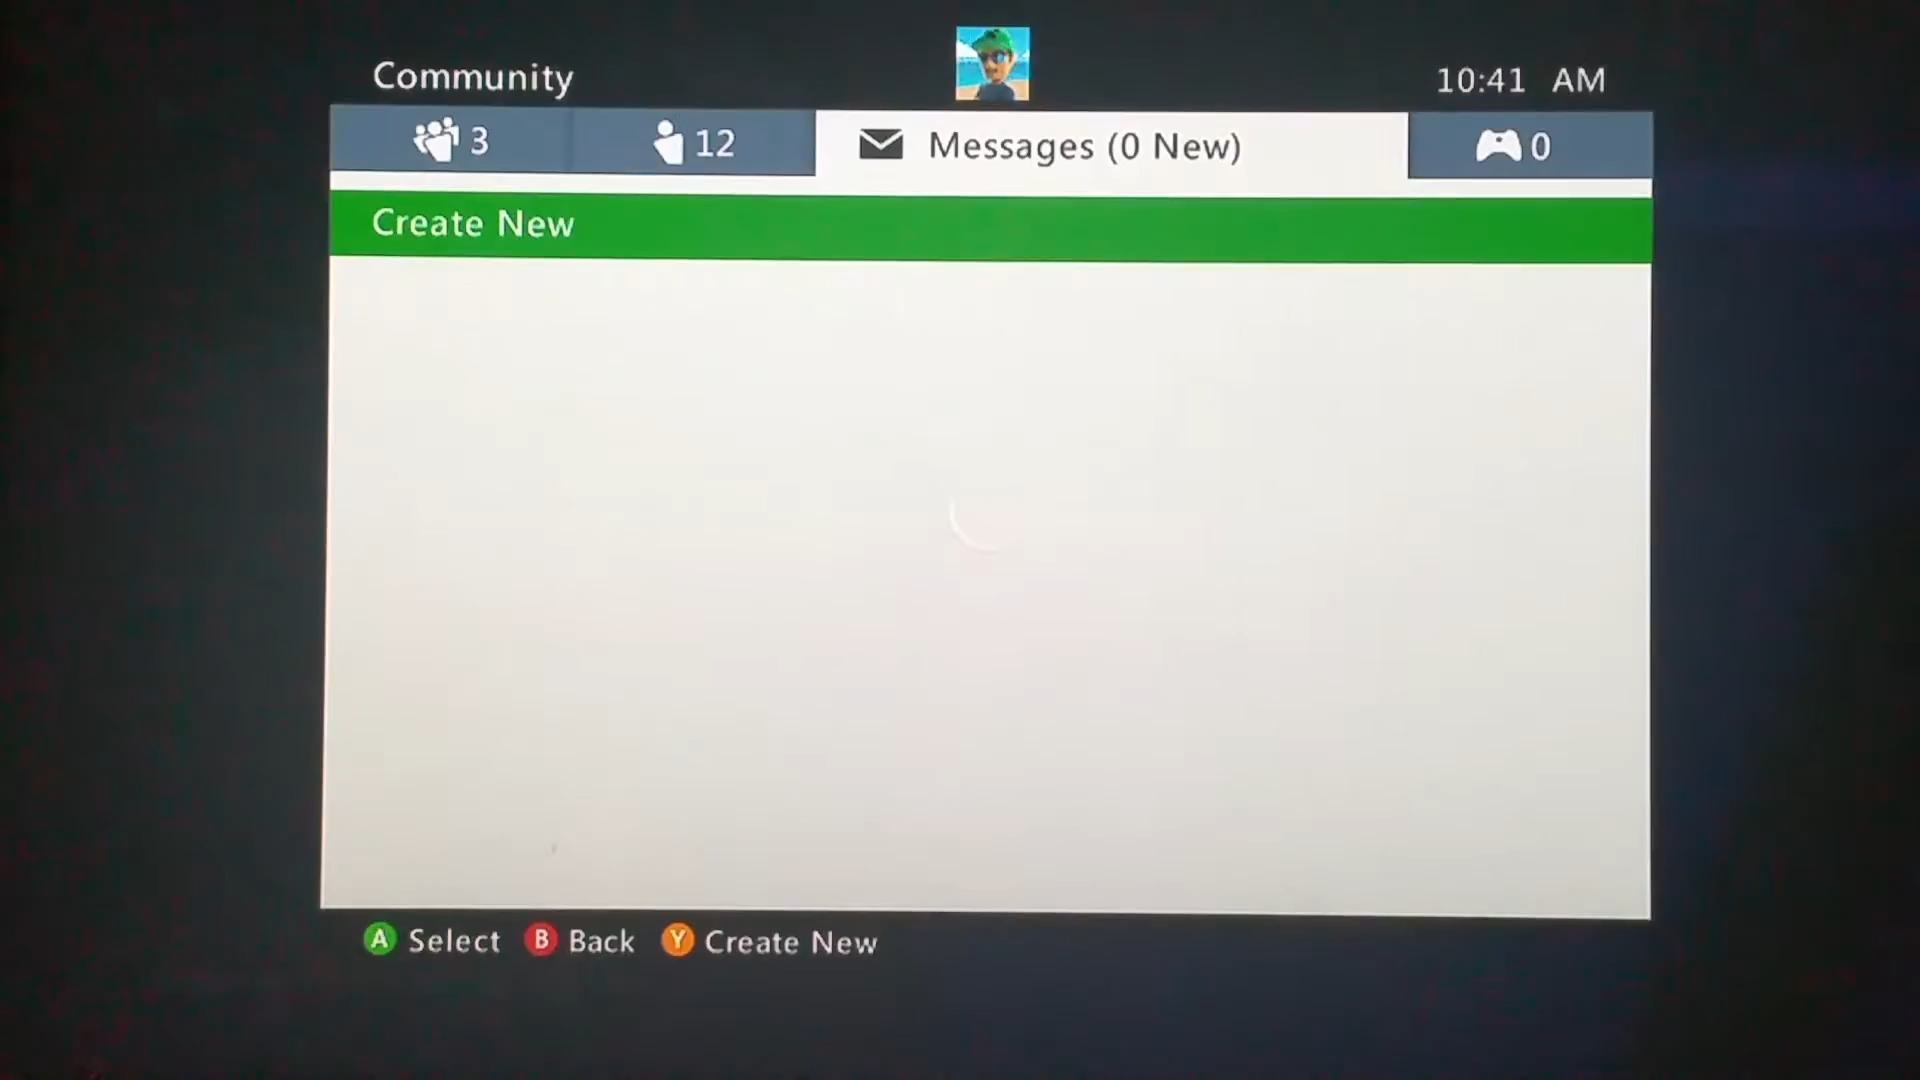 Community
10:41 AM
3
12
Messages (0 New)
0
Create New
A Select B Back Y Create New